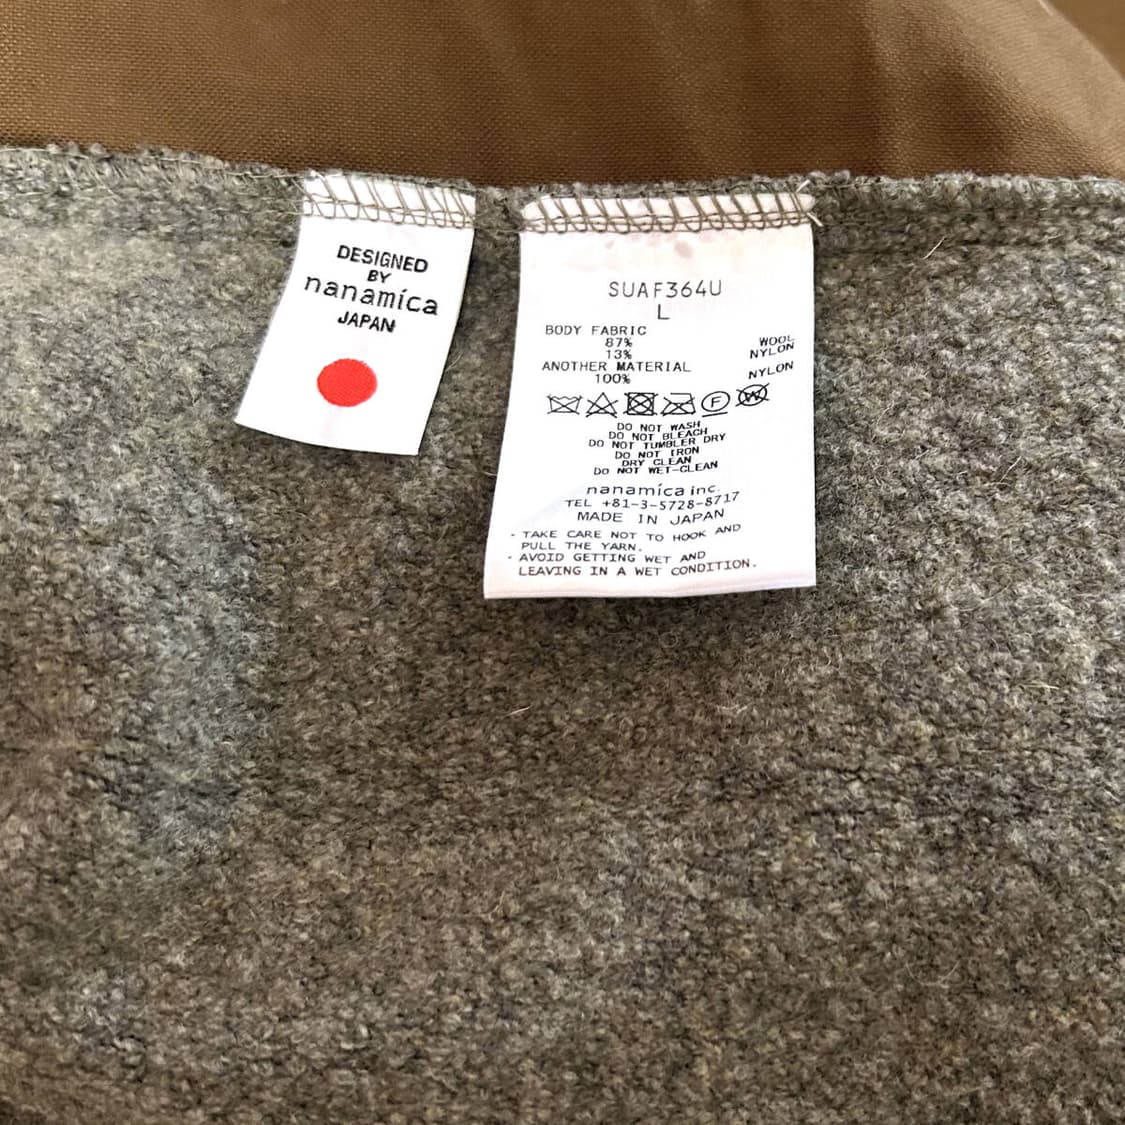 DESIGNED
BY
nanamica
JAPAN
SUAF364U
L
BODY FABRIC
87% WOOL
13% NYLON
ANOTHER MATERIAL
100% NYLON
F W
DO NOT WASH
DO NOT BLEACH
DO NOT TUMBLER DRY
DO NOT IRON
DRY CLEAN
DO NOT WET-CLEAN
nanamica inc.
TEL +81-3-5728-8717
MADE IN JAPAN
- TAKE CARE NOT TO HOOK AND
PULL THE YARN.
- AVOID GETTING WET AND
LEAVING IN A WET CONDITION.